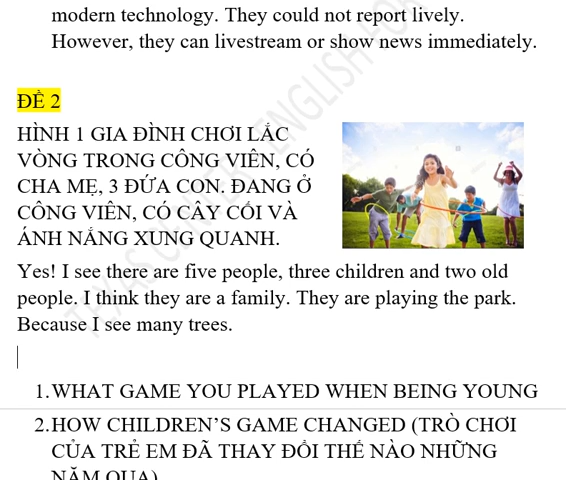 modern technology. They could not report lively.
However, they can livestream or show news immediately.
ĐỀ 2
HÌNH 1 GIA ĐÌNH CHƠI LẮC
VÒNG TRONG CÔNG VIÊN, CÓ
CHA MẸ, 3 ĐỨA CON. ĐANG Ở
CÔNG VIÊN, CÓ CÂY CỐI VÀ
ÁNH NẮNG XUNG QUANH.
Yes! I see there are five people, three children and two old
people. I think they are a family. They are playing the park.
Because I see many trees.
1. WHAT GAME YOU PLAYED WHEN BEING YOUNG
2. HOW CHILDREN'S GAME CHANGED (TRÒ CHƠI
CỦA TRẺ EM ĐÃ THAY ĐỔI THẾ NÀO NHỮNG
NĂM QUA)